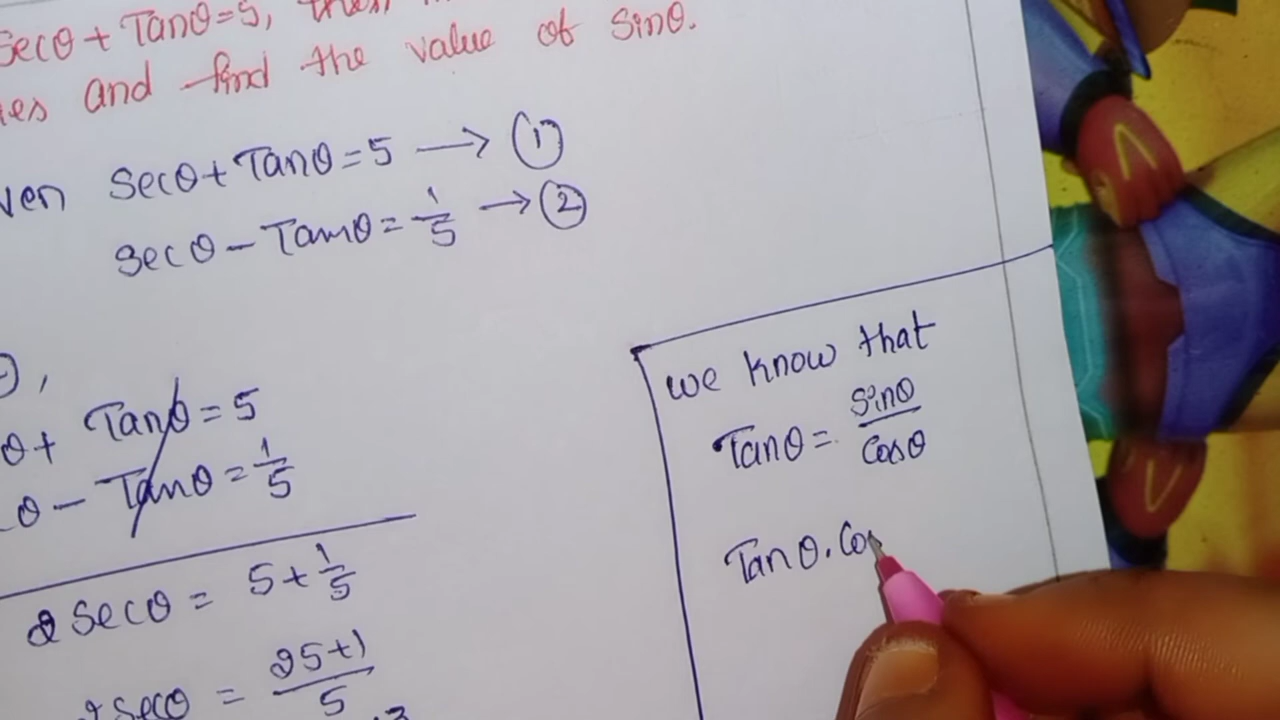 Secθ + Tanθ = 5, then
and find the value of Sinθ.
Secθ + Tanθ = 5 → ①
Secθ - Tanθ = 1/5 → ②
θ + Tanθ = 5
θ - Tanθ = 1/5
2 Secθ = 5 + 1/5
2 Secθ = 25+1/5
we know that
Tanθ = Sinθ/Cosθ
Tanθ. Co